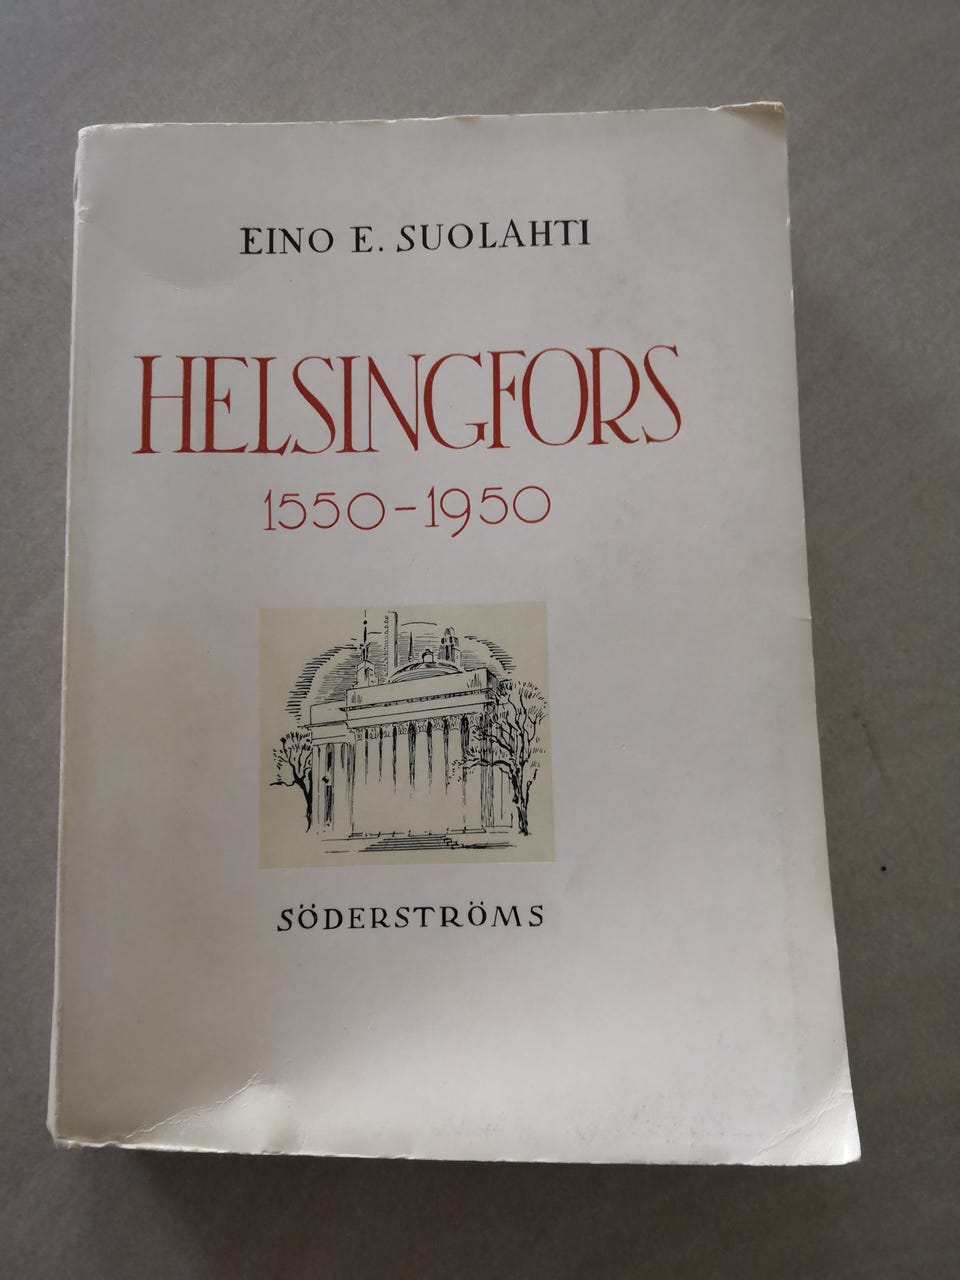 EINO E. SUOLAHTI
HELSINGFORS
1550-1950
SÖDERSTRÖMS